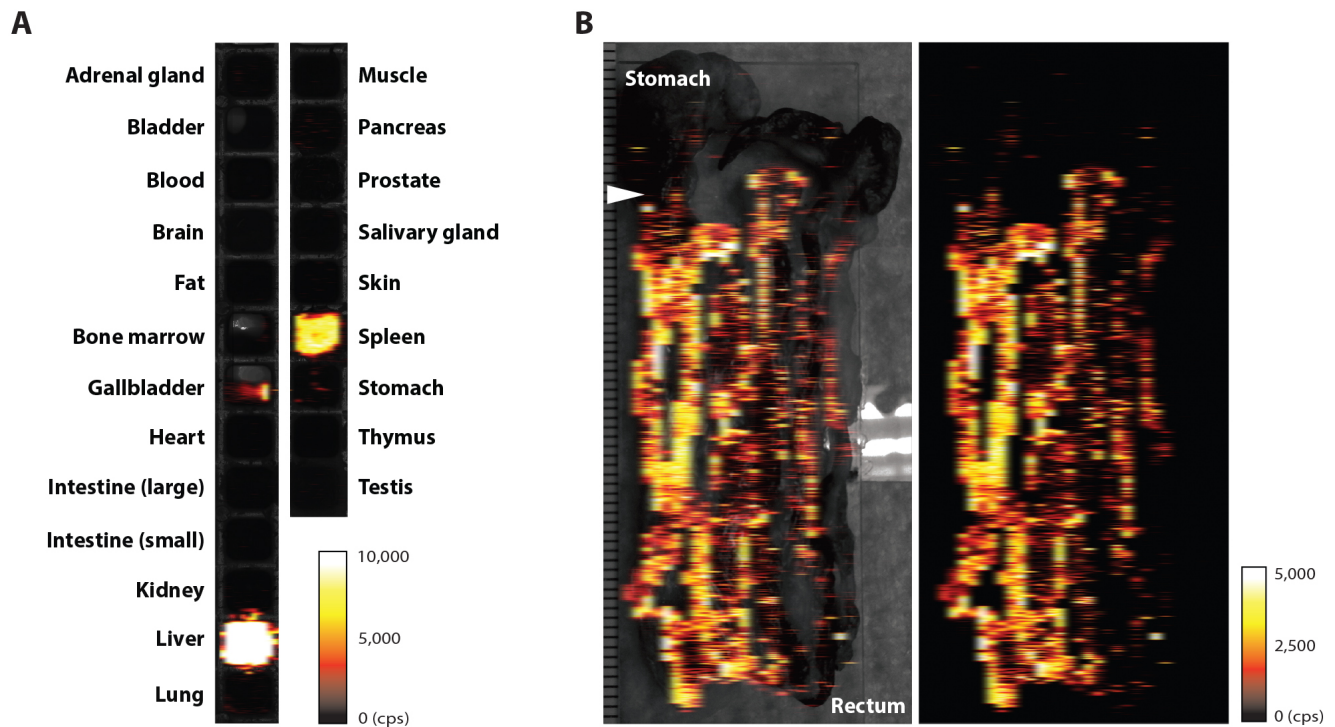 A
B
Adrenal gland
Bladder
Blood
Brain
Fat
Bone marrow
Gallbladder
Heart
Intestine (large)
Intestine (small)
Kidney
Liver
Lung
Muscle
Pancreas
Prostate
Salivary gland
Skin
Spleen
Stomach
Thymus
Testis
10,000
5,000
0 (cps)
Stomach
Rectum
5,000
2,500
0 (cps)